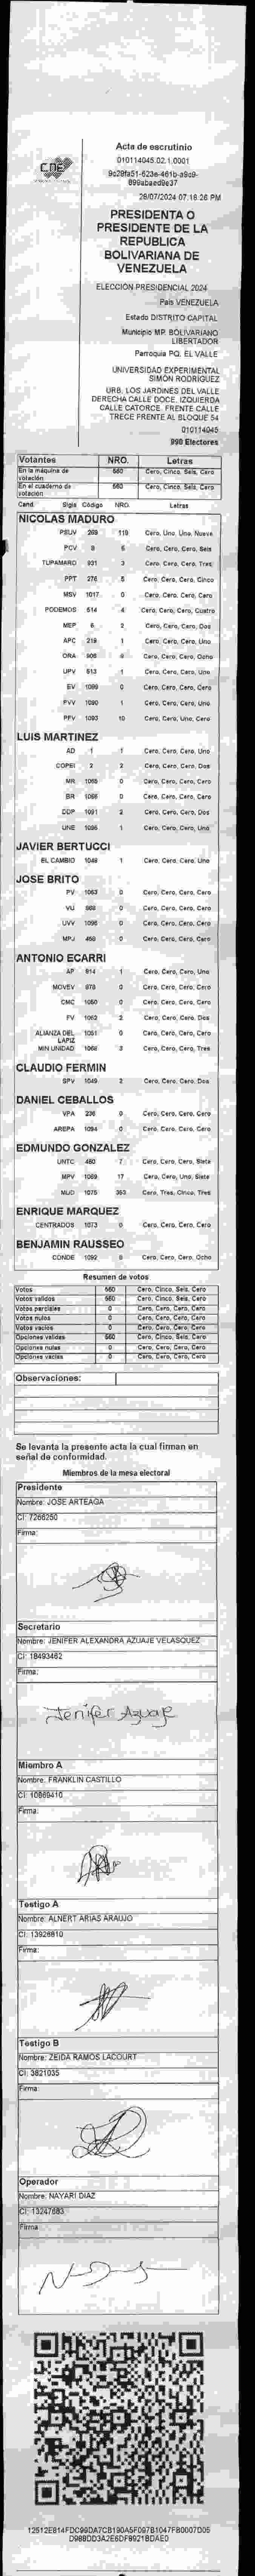 CNE
Acta de escrutinio
010114045.02.1.0001
28/07/2024 07:18:26 PM
PRESIDENTA O
PRESIDENTE DE LA
REPUBLICA
BOLIVARIANA DE
VENEZUELA
ELECCION PRESIDENCIAL 2024
Pais VENEZUELA
Estado DISTRITO CAPITAL
Municipio MP. BOLIVARIANO
LIBERTADOR
Parroquia PQ. EL VALLE
UNIVERSIDAD EXPERIMENTAL
SIMÓN RODRÍGUEZ
URB. LOS JARDINES DEL VALLE
DERECHA CALLE DOCE. IZQUIERDA
CALLE CATORCE. FRENTE CALLE
TRECE FRENTE AL BLOQUE 54
010114045
990 Electores
Votantes NRO. Letras
En la máquina de votación 560 Cero, Cinco, Seis, Cero
En el cuaderno de votación 560 Cero, Cinco, Seis, Cero
Cand. Sigla Código NRO. Letras
NICOLAS MADURO
PSUV 269 119 Cero, Uno, Uno, Nueve
PCV 8 6 Cero, Cero, Cero, Seis
TUPAMARO 931 3 Cero, Cero, Cero, Tres
PPT 276 5 Cero, Cero, Cero, Cinco
MSV 1017 0 Cero, Cero, Cero, Cero
PODEMOS 514 4 Cero, Cero, Cero, Cuatro
MEP 6 2 Cero, Cero, Cero, Dos
APC 219 1 Cero, Cero, Cero, Uno
ORA 906 8 Cero, Cero, Cero, Ocho
UPV 513 1 Cero, Cero, Cero, Uno
EV 1089 0 Cero, Cero, Cero, Cero
PVV 1090 1 Cero, Cero, Cero, Uno
PFV 1093 10 Cero, Cero, Uno, Cero
LUIS MARTINEZ
AD 1 1 Cero, Cero, Cero, Uno
COPEI 2 2 Cero, Cero, Cero, Dos
MR 1065 0 Cero, Cero, Cero, Cero
BR 0 Cero, Cero, Cero, Cero
DDP 1091 2 Cero, Cero, Cero, Dos
UNE 1095 1 Cero, Cero, Cero, Uno
JAVIER BERTUCCI
EL CAMBIO 1048 1 Cero, Cero, Cero, Uno
JOSE BRITO
PV 1063 0 Cero, Cero, Cero, Cero
VU 0 Cero, Cero, Cero, Cero
UVV 1096 0 Cero, Cero, Cero, Cero
MPJ 0 Cero, Cero, Cero, Cero
ANTONIO ECARRI
AP 914 1 Cero, Cero, Cero, Uno
MOVEV 978 0 Cero, Cero, Cero, Cero
CMC 1050 0 Cero, Cero, Cero, Cero
FV 1062 2 Cero, Cero, Cero, Dos
ALIANZA DEL LAPIZ 1051 0 Cero, Cero, Cero, Cero
MIN UNIDAD 1068 3 Cero, Cero, Cero, Tres
CLAUDIO FERMIN
SPV 1049 2 Cero, Cero, Cero, Dos
DANIEL CEBALLOS
VPA 236 0 Cero, Cero, Cero, Cero
AREPA 1094 0 Cero, Cero, Cero, Cero
EDMUNDO GONZALEZ
UNTC 460 7 Cero, Cero, Cero, Siete
MPV 1069 17 Cero, Cero, Uno, Siete
MUD 1075 353 Cero, Tres, Cinco, Tres
ENRIQUE MARQUEZ
CENTRADOS 1073 0 Cero, Cero, Cero, Cero
BENJAMIN RAUSSEO
CONDE 1092 8 Cero, Cero, Cero, Ocho
Resumen de votos
Votos 560 Cero, Cinco, Seis, Cero
Votos validos 560 Cero, Cinco, Seis, Cero
Votos parciales 0 Cero, Cero, Cero, Cero
Votos nulos 0 Cero, Cero, Cero, Cero
Votos vacios 0 Cero, Cero, Cero, Cero
Opciones validas 560 Cero, Cinco, Seis, Cero
Opciones nulas 0 Cero, Cero, Cero, Cero
Opciones vacias 0 Cero, Cero, Cero, Cero
Observaciones:
Se levanta la presente acta la cual firman en
señal de conformidad.
Miembros de la mesa electoral
Presidente
Nombre: JOSE ARTEAGA
CI: 7266250
Firma:
Secretario
Nombre: JENIFER ALEXANDRA AZUAJE VELASQUEZ
CI: 18493462
Firma:
Jenifer Azuaje
Miembro A
Nombre: FRANKLIN CASTILLO
CI: 10869410
Firma:
Testigo A
Nombre: ALNERT ARIAS ARAUJO
CI: 13926810
Firma:
Testigo B
Nombre: ZEIDA RAMOS LACOURT
CI: 3821035
Firma:
Operador
Nombre: NAYARI DIAZ
CI: 13247683
Firma